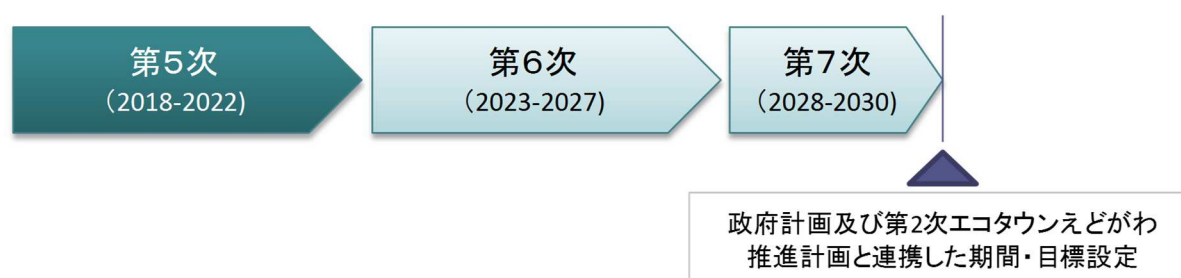 第5次
（2018-2022)
第6次
（2023-2027)
第7次
（2028-2030)
政府計画及び第2次エコタウンえどがわ
推進計画と連携した期間・目標設定